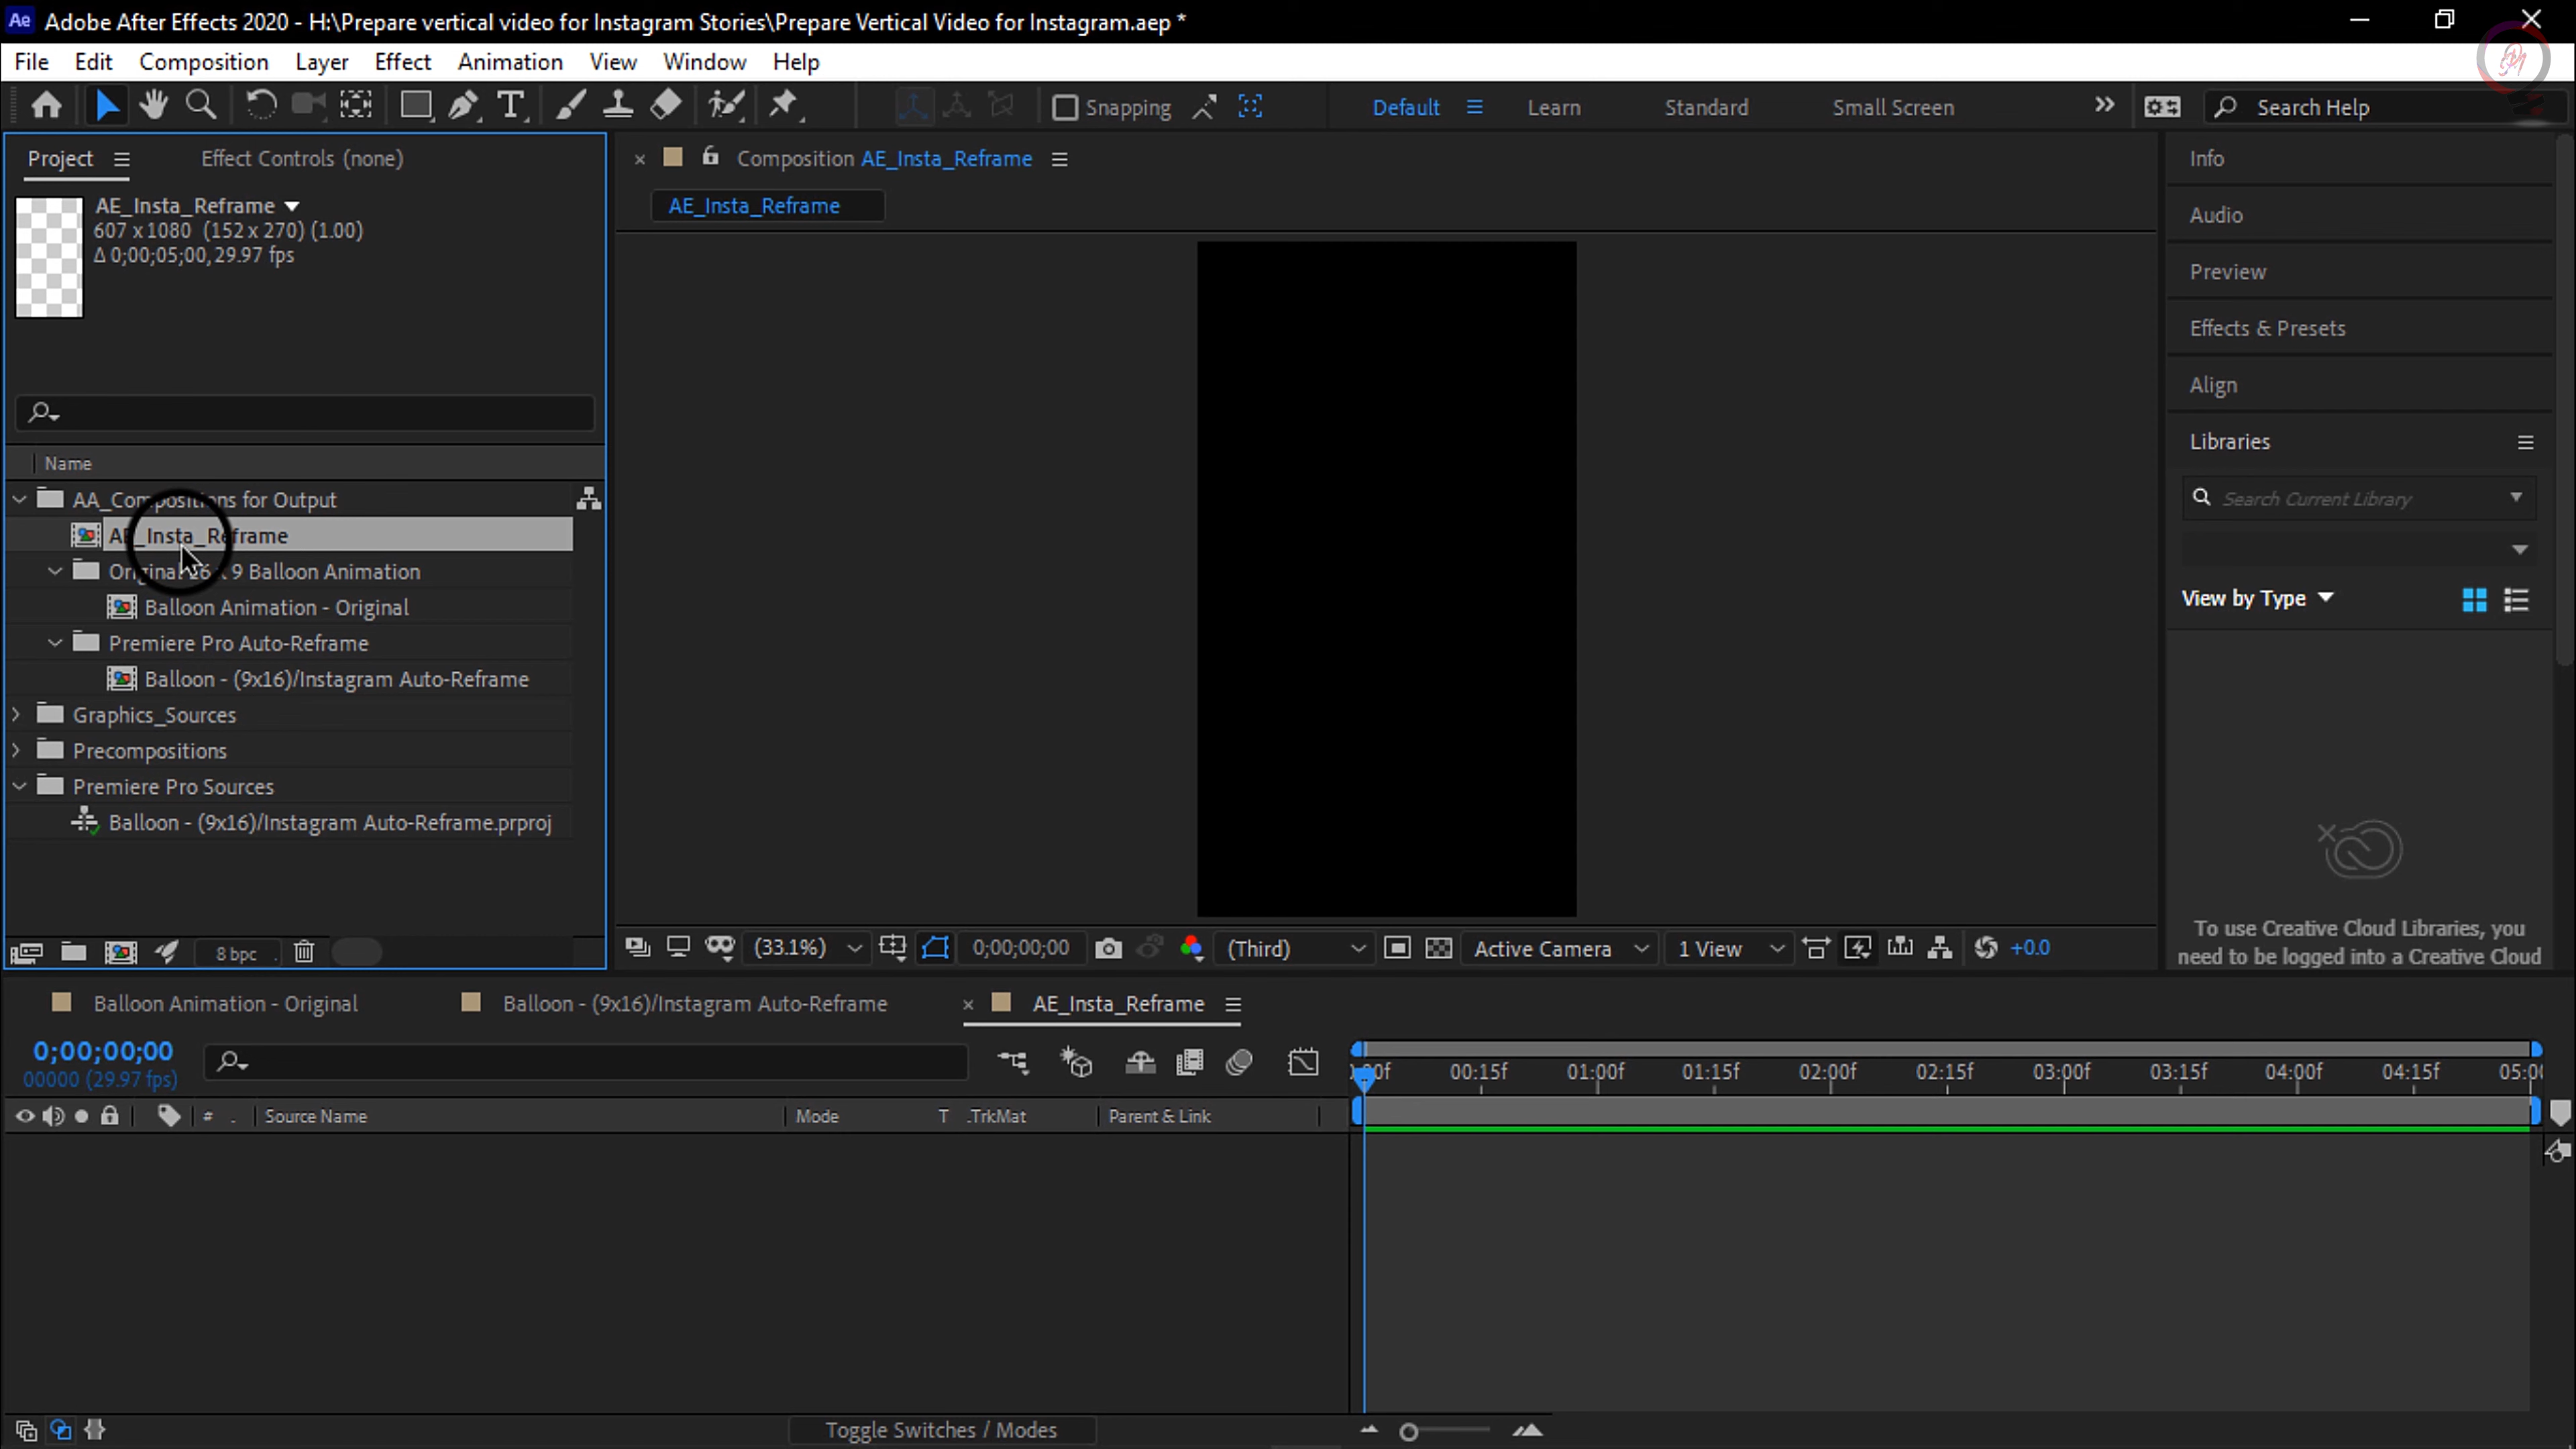 Ae Adobe After Effects 2020 - H:\Prepare vertical video for Instagram Stories\Prepare Vertical Video for Instagram.aep *
File Edit Composition Layer Effect Animation View Window Help
Snapping Default Learn Standard Small Screen Search Help
Project Effect Controls (none)
AE_Insta_Reframe
607 x 1080 (152 x 270) (1.00)
Δ 0;00;05;00, 29.97 fps
Name
AA_Compositions for Output
AE_Insta_Reframe
Original 9 Balloon Animation
Balloon Animation - Original
Premiere Pro Auto-Reframe
Balloon - (9x16)/Instagram Auto-Reframe
Graphics_Sources
Precompositions
Premiere Pro Sources
Balloon - (9x16)/Instagram Auto-Reframe.prproj
8 bpc
Composition AE_Insta_Reframe
AE_Insta_Reframe
(33.1%) 0;00;00;00 (Third) Active Camera 1 View +0.0
Info
Audio
Preview
Effects & Presets
Align
Libraries
Search Current Library
View by Type
To use Creative Cloud Libraries, you
need to be logged into a Creative Cloud
Balloon Animation - Original Balloon - (9x16)/Instagram Auto-Reframe AE_Insta_Reframe
0;00;00;00
00000 (29.97 fps)
00:15f 01:00f 01:15f 02:00f 02:15f 03:00f 03:15f 04:00f 04:15f
# Source Name Mode T .TrkMat Parent & Link
Toggle Switches / Modes